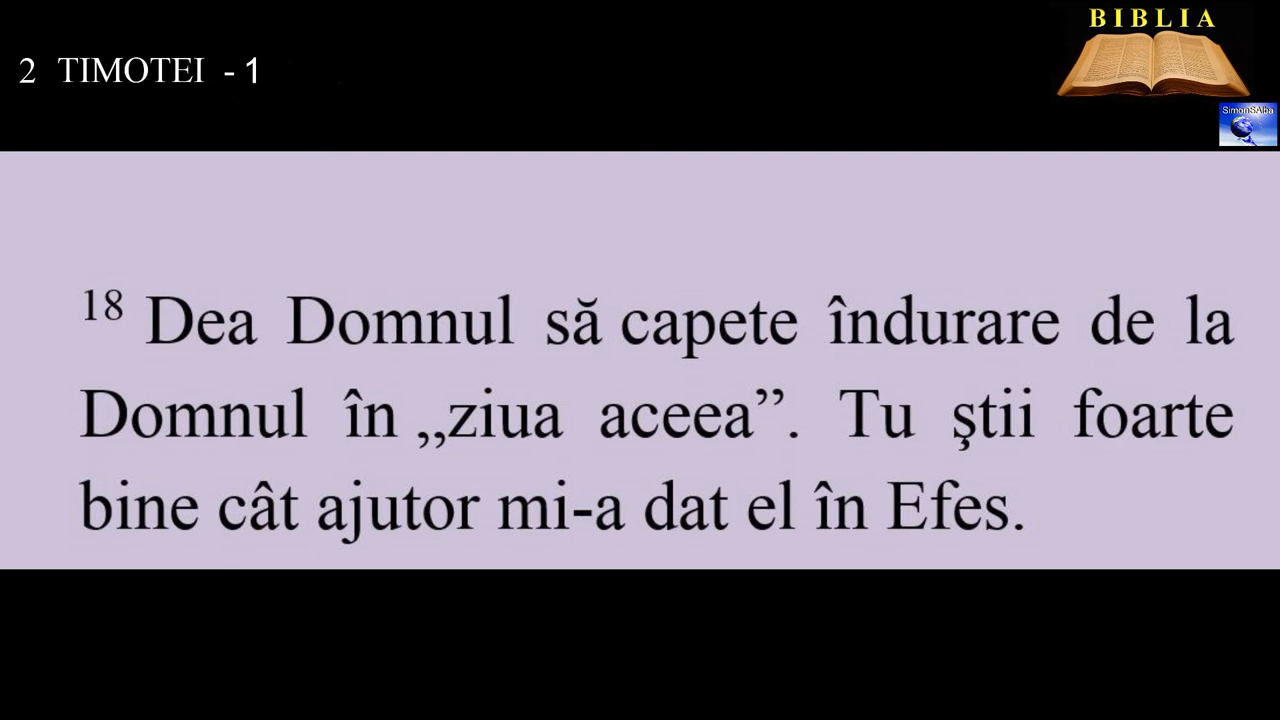 BIBLIA
2 TIMOTEI - 1
SimonSAlba
18 Dea Domnul să capete îndurare de la
Domnul în „ziua aceea”. Tu ştii foarte
bine cât ajutor mi-a dat el în Efes.